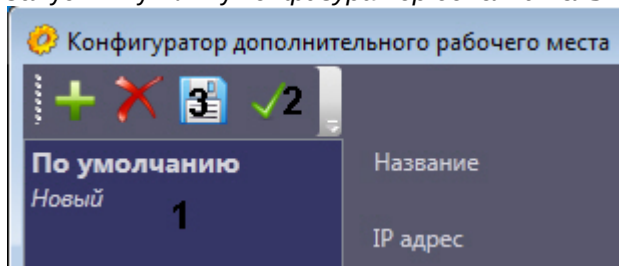 Конфигуратор дополнительного рабочего места
3
2
По умолчанию
Название
Новый
1
IP адрес